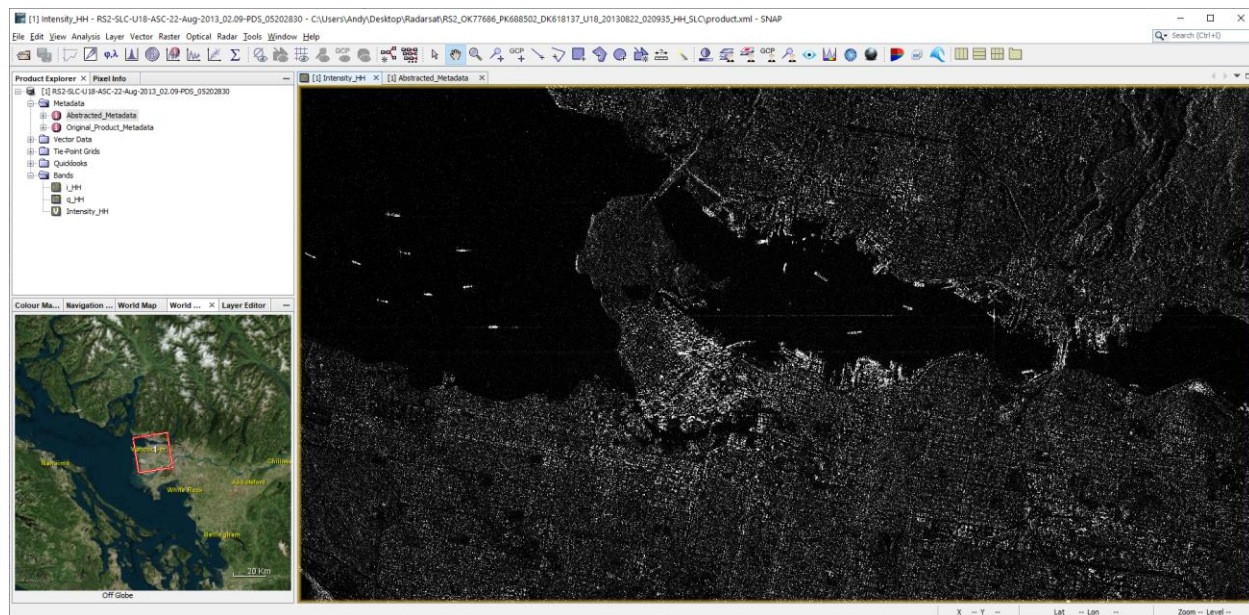 [1] Intensity_HH - RS2-SLC-U18-ASC-22-Aug-2013_02.09-PDS_05202830 - C:\Users\Andy\Desktop\Radarsat\RS2_OK77686_PK688502_DK618137_U18_20130822_020935_HH_SLC\product.xml - SNAP
File Edit View Analysis Layer Vector Raster Optical Radar Tools Window Help
Search (Ctrl+I)
φ,λ Σ GCP GCP GCP
Product Explorer Pixel Info
[1] Intensity_HH [1] Abstracted_Metadata
[1] RS2-SLC-U18-ASC-22-Aug-2013_02.09-PDS_05202830
Metadata
Abstracted_Metadata
Original_Product_Metadata
Vector Data
Tie-Point Grids
Quicklooks
Bands
i_HH
q_HH
V Intensity_HH
Colour Ma... Navigation ... World Map World ... Layer Editor
Vancouver
1
Nanaimo
White Rock
Abbotsford
Bellingham
20 Km
Off Globe
X -- Y -- Lat -- Lon -- Zoom -- Level --